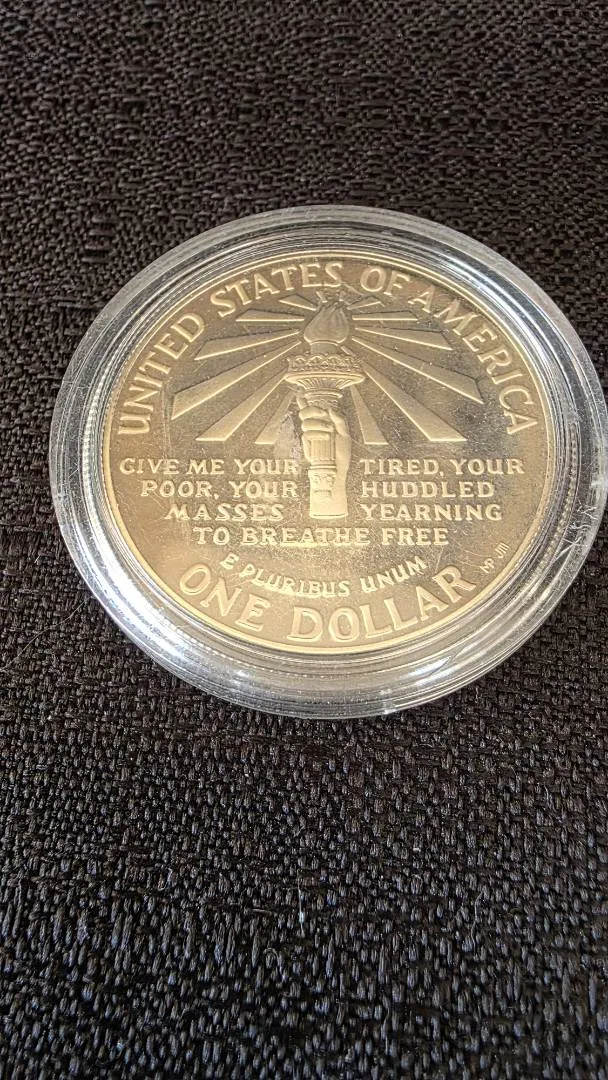 UNITED STATES OF AMERICA
GIVE ME YOUR TIRED, YOUR
POOR, YOUR HUDDLED
MASSES YEARNING
TO BREATHE FREE
E PLURIBUS UNUM
ONE DOLLAR